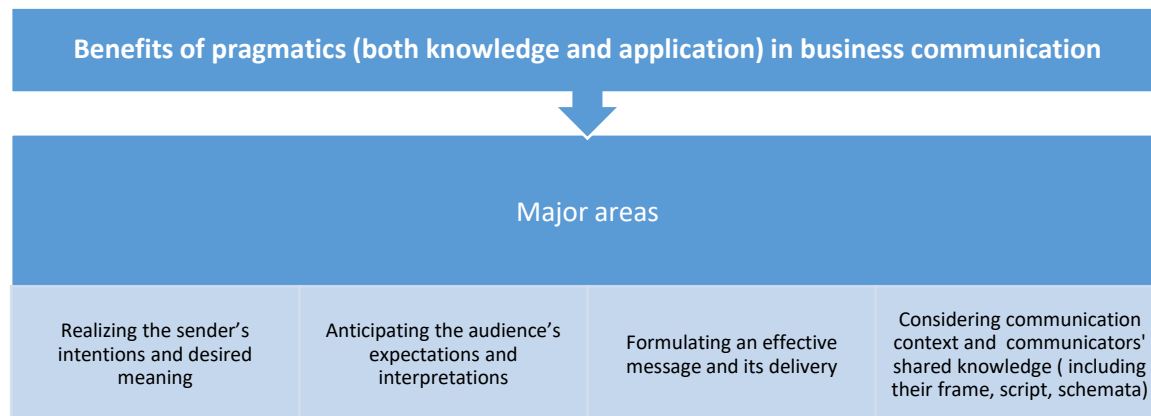 Benefits of pragmatics (both knowledge and application) in business communication
Major areas
Realizing the sender’s
intentions and desired
meaning
Anticipating the audience’s
expectations and
interpretations
Formulating an effective
message and its delivery
Considering communication
context and  communicators'
shared knowledge ( including
their frame, script, schemata)